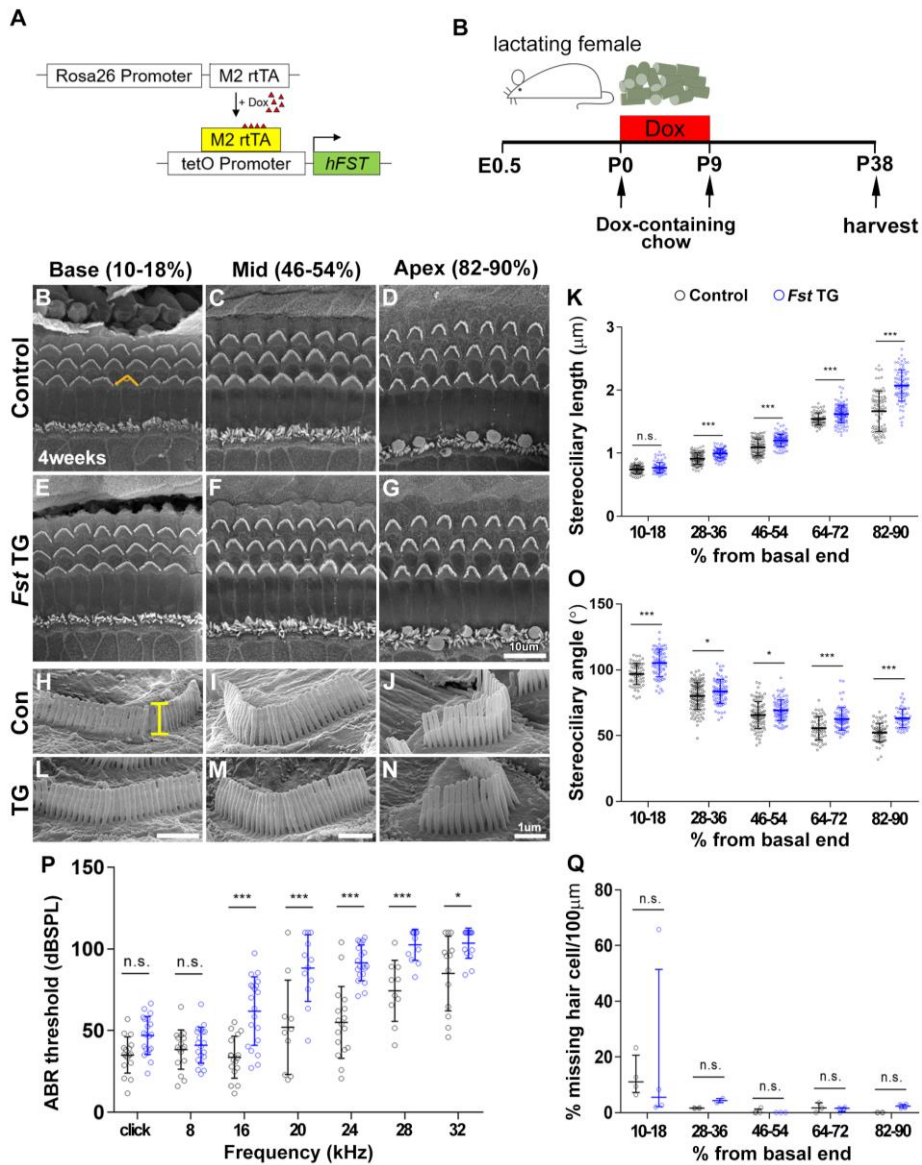 A
Rosa26 Promoter
M2 rtTA
+ Dox
M2 rtTA
tetO Promoter
hFST
B
lactating female
Dox
E0.5
P0
P9
P38
Dox-containing
chow
harvest
Base (10-18%)
Mid (46-54%)
Apex (82-90%)
Control
B
C
D
4weeks
Fst TG
E
F
G
10um
Con
H
I
J
TG
L
M
N
1um
K
Control
Fst TG
Stereociliary length (μm)
3
2
1
0
n.s.
***
***
***
***
10-18
28-36
46-54
64-72
82-90
% from basal end
O
Stereociliary angle (°)
150
100
50
0
***
*
*
***
***
10-18
28-36
46-54
64-72
82-90
% from basal end
P
ABR threshold (dBSPL)
150
100
50
0
n.s.
n.s.
***
***
***
***
*
click
8
16
20
24
28
32
Frequency (kHz)
Q
% missing hair cell/100μm
80
60
40
20
0
n.s.
n.s.
n.s.
n.s.
n.s.
10-18
28-36
46-54
64-72
82-90
% from basal end